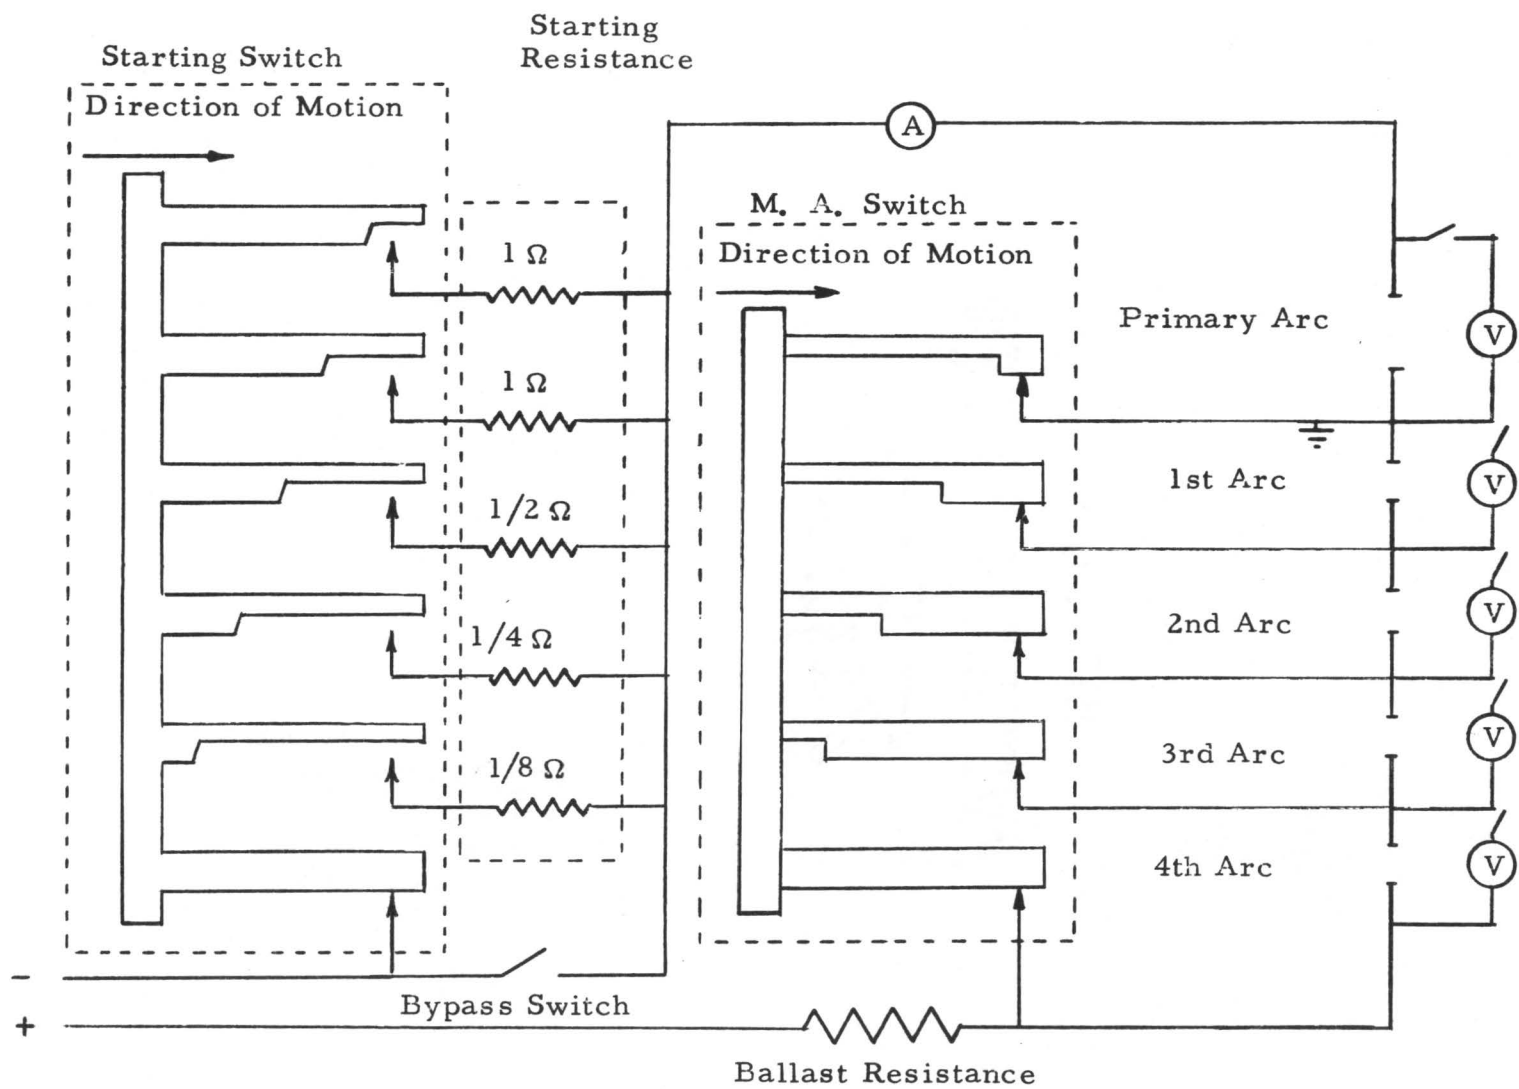 Starting
Resistance
Starting Switch
Direction of Motion
A
M. A. Switch
Direction of Motion
1 Ω
Primary Arc
V
1 Ω
1st Arc
V
1/2 Ω
2nd Arc
V
1/4 Ω
3rd Arc
V
1/8 Ω
4th Arc
V
-
Bypass Switch
+
Ballast Resistance